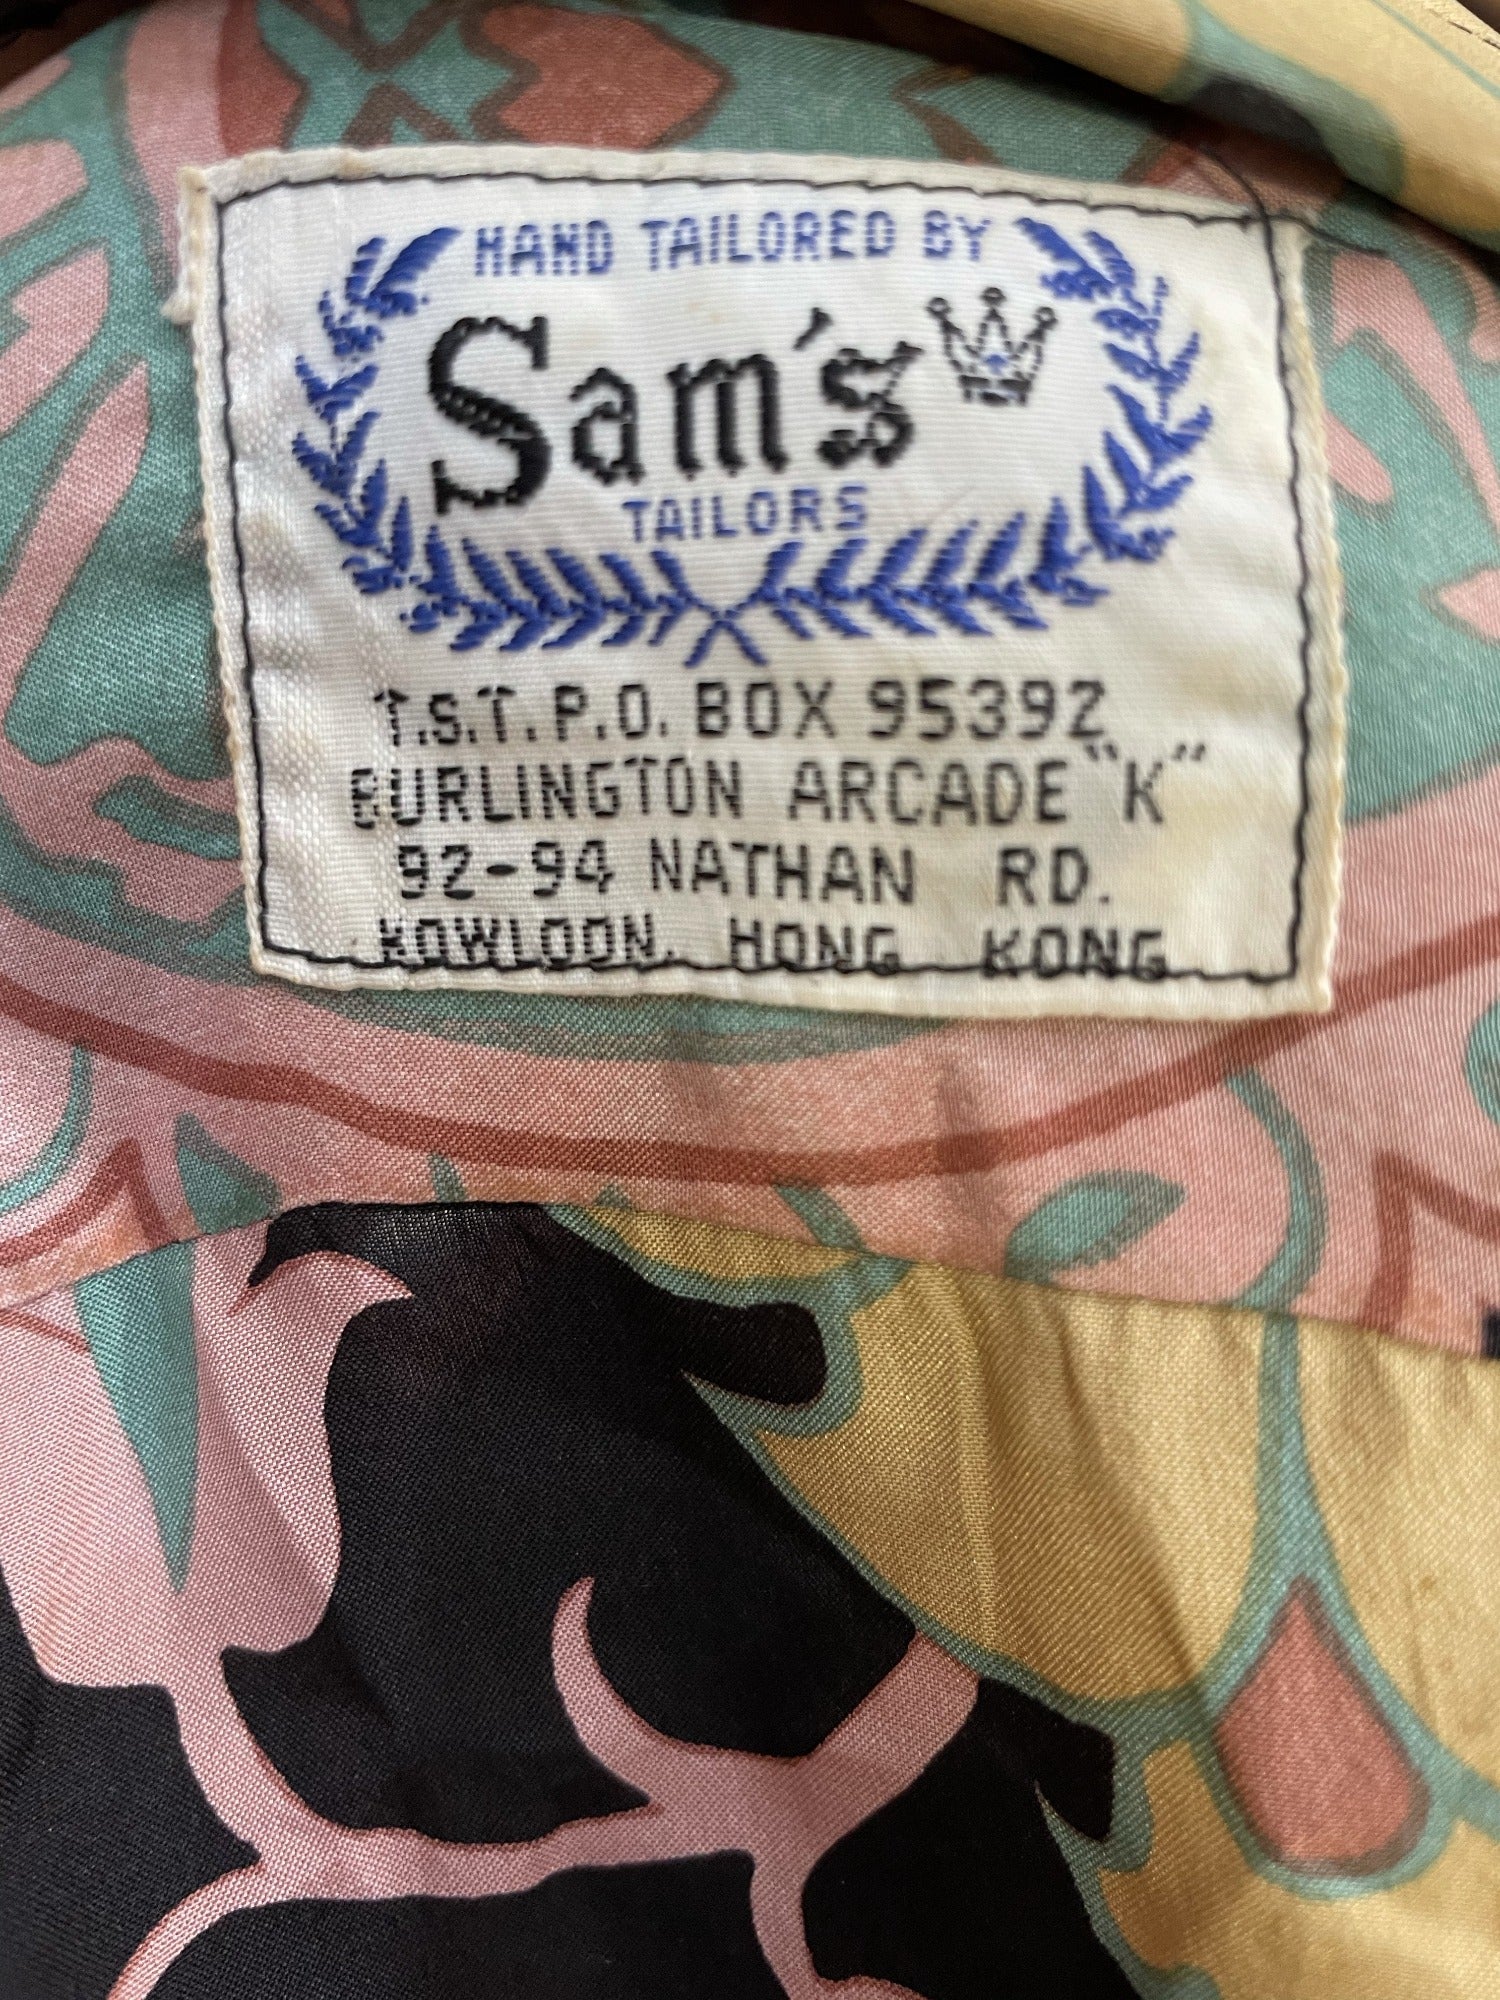 HAND TAILORED BY
Sam's
TAILORS
T.S.T. P.O. BOX 95392
BURLINGTON ARCADE "K"
92-94 NATHAN RD.
KOWLOON, HONG KONG